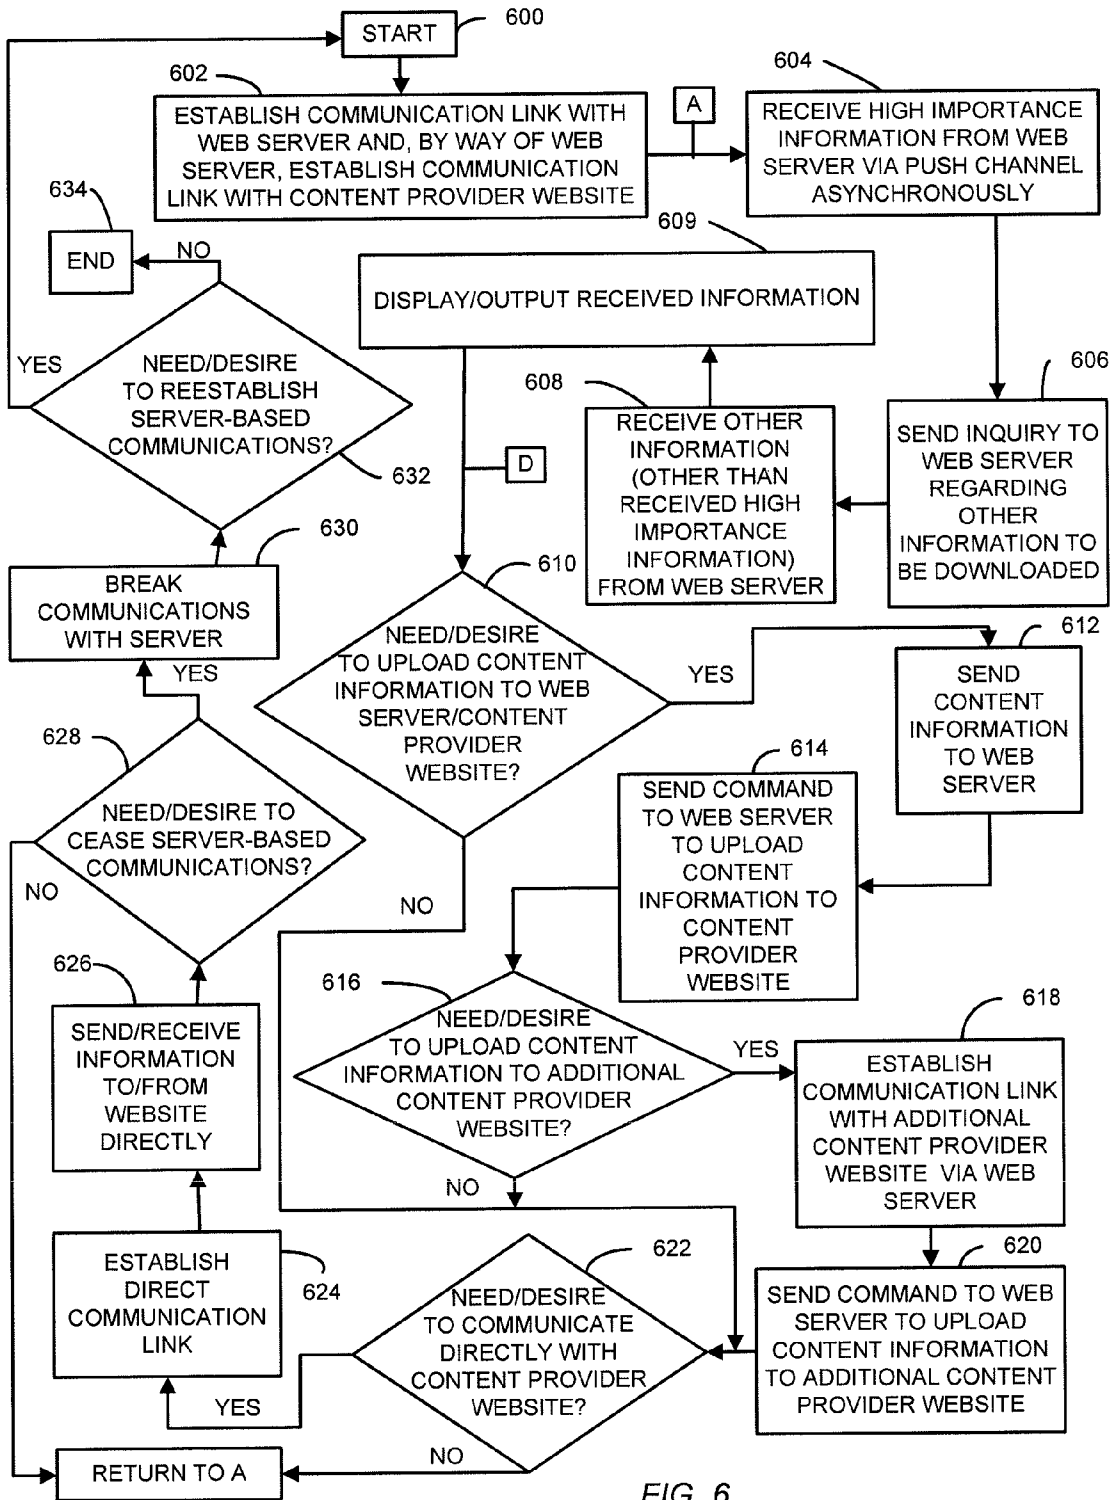 START
600
602
ESTABLISH COMMUNICATION LINK WITH
WEB SERVER AND, BY WAY OF WEB
SERVER, ESTABLISH COMMUNICATION
LINK WITH CONTENT PROVIDER WEBSITE
A
604
RECEIVE HIGH IMPORTANCE
INFORMATION FROM WEB
SERVER VIA PUSH CHANNEL
ASYNCHRONOUSLY
634
END
NO
609
DISPLAY/OUTPUT RECEIVED INFORMATION
YES
NEED/DESIRE
TO REESTABLISH
SERVER-BASED
COMMUNICATIONS?
632
608
RECEIVE OTHER
INFORMATION
(OTHER THAN
RECEIVED HIGH
IMPORTANCE
INFORMATION)
FROM WEB SERVER
606
SEND INQUIRY TO
WEB SERVER
REGARDING
OTHER
INFORMATION TO
BE DOWNLOADED
D
630
BREAK
COMMUNICATIONS
WITH SERVER
YES
610
NEED/DESIRE
TO UPLOAD CONTENT
INFORMATION TO WEB
SERVER/CONTENT
PROVIDER
WEBSITE?
YES
612
SEND
CONTENT
INFORMATION
TO WEB
SERVER
628
NEED/DESIRE TO
CEASE SERVER-BASED
COMMUNICATIONS?
NO
NO
614
SEND COMMAND
TO WEB SERVER
TO UPLOAD
CONTENT
INFORMATION TO
CONTENT
PROVIDER
WEBSITE
626
SEND/RECEIVE
INFORMATION
TO/FROM
WEBSITE
DIRECTLY
616
NEED/DESIRE
TO UPLOAD CONTENT
INFORMATION TO ADDITIONAL
CONTENT PROVIDER
WEBSITE?
YES
NO
618
ESTABLISH
COMMUNICATION LINK
WITH ADDITIONAL
CONTENT PROVIDER
WEBSITE VIA WEB
SERVER
ESTABLISH
DIRECT
COMMUNICATION
LINK
624
622
NEED/DESIRE
TO COMMUNICATE
DIRECTLY WITH
CONTENT PROVIDER
WEBSITE?
YES
NO
620
SEND COMMAND TO WEB
SERVER TO UPLOAD
CONTENT INFORMATION
TO ADDITIONAL CONTENT
PROVIDER WEBSITE
RETURN TO A
FIG. 6